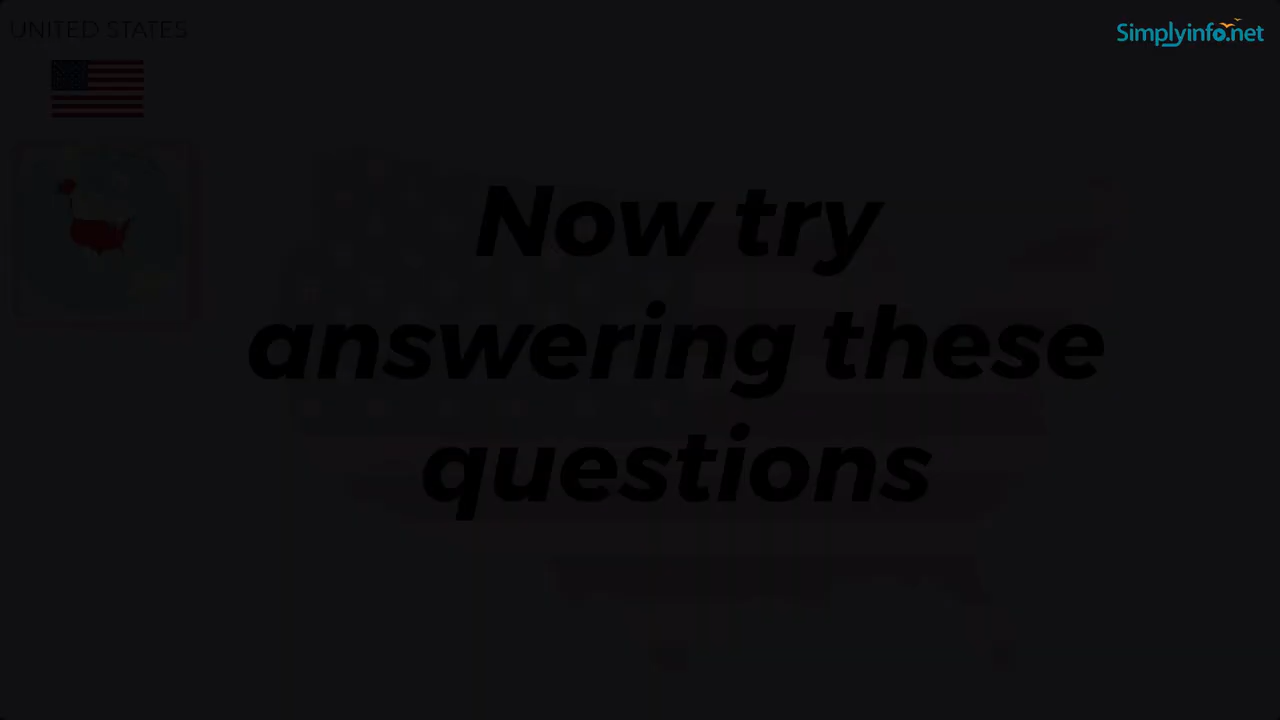 UNITED STATES
Simplyinfo.net
Now try
answering these
questions